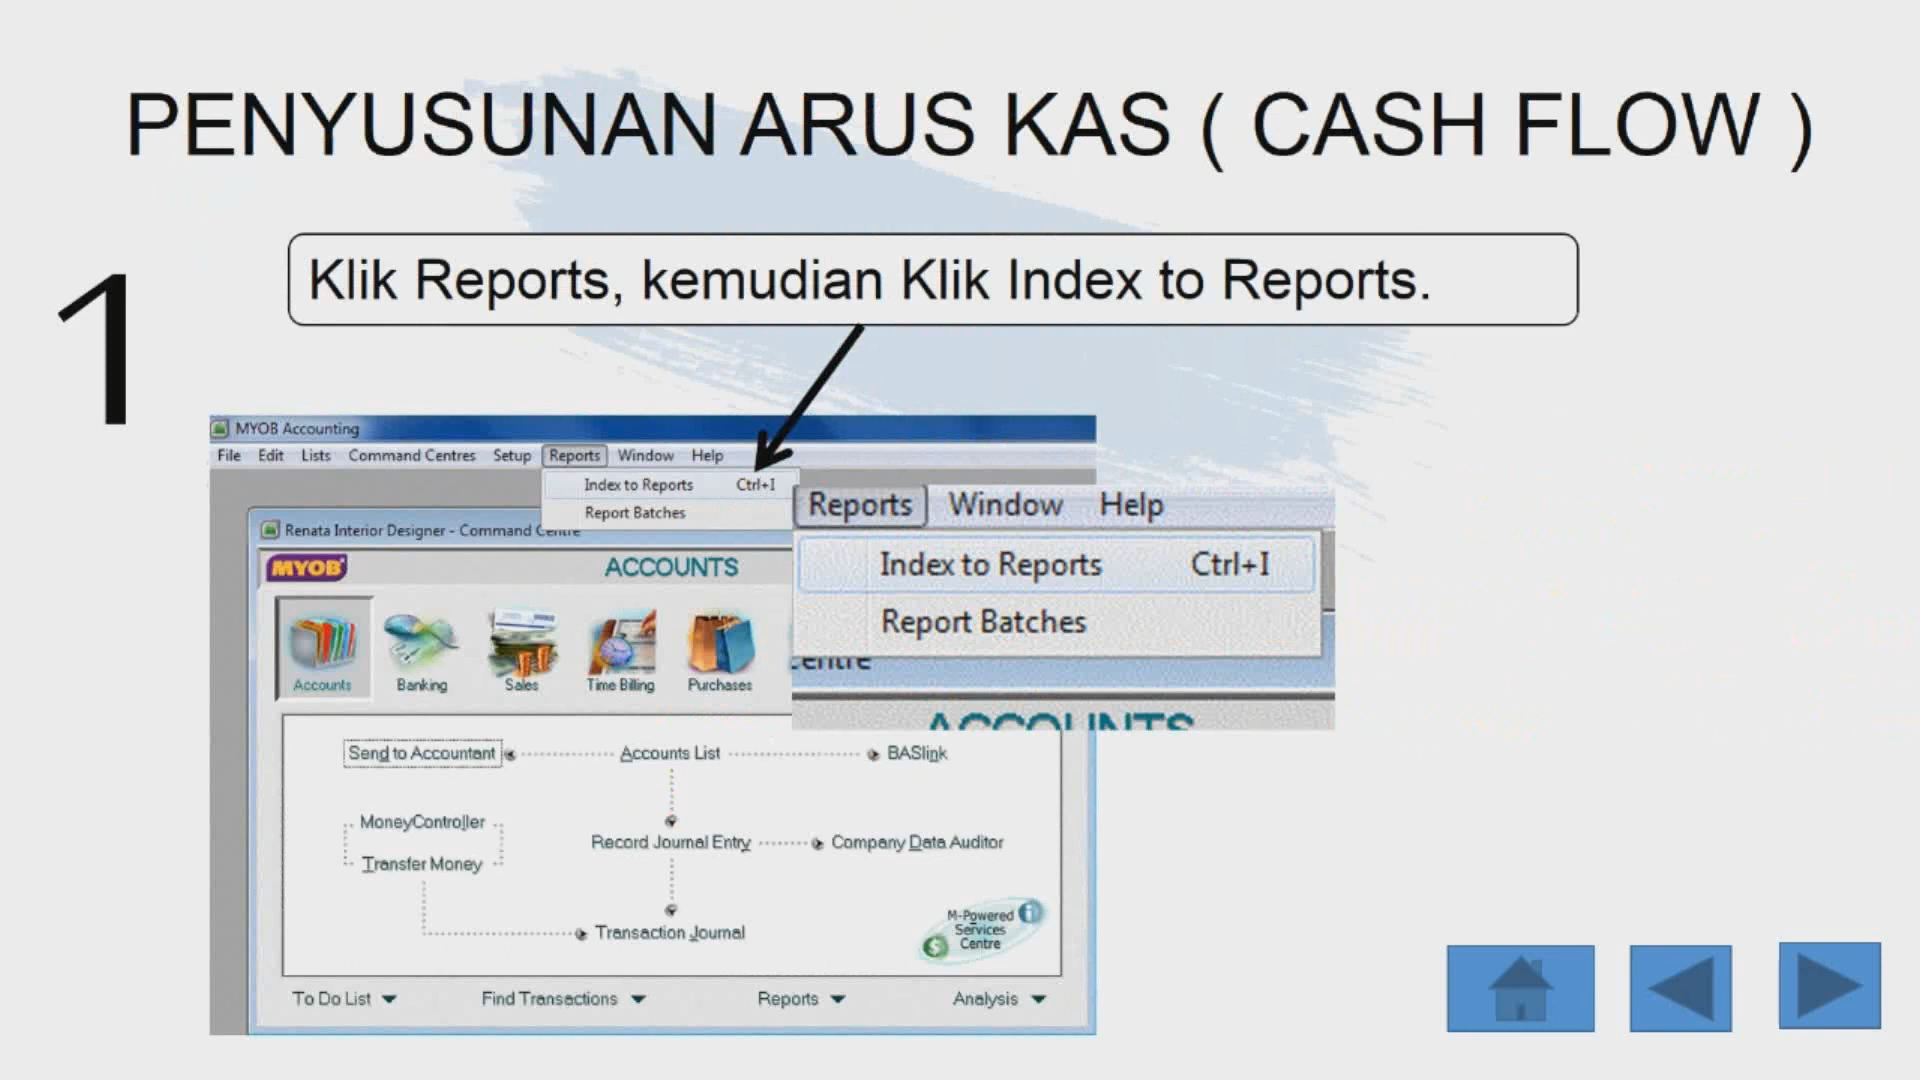 PENYUSUNAN ARUS KAS ( CASH FLOW )
1
Klik Reports, kemudian Klik Index to Reports.
MYOB Accounting
File Edit Lists Command Centres Setup Reports Window Help
Index to Reports Ctrl+I
Report Batches
Reports Window Help
Index to Reports Ctrl+I
Report Batches
Centre
ACCOUNTS
Renata Interior Designer - Command Centre
MYOB
ACCOUNTS
Accounts Banking Sales Time Billing Purchases
Send to Accountant Accounts List BASlink
MoneyController
Record Journal Entry Company Data Auditor
Transfer Money
Transaction Journal
M-Powered
Services
Centre
To Do List Find Transactions Reports Analysis